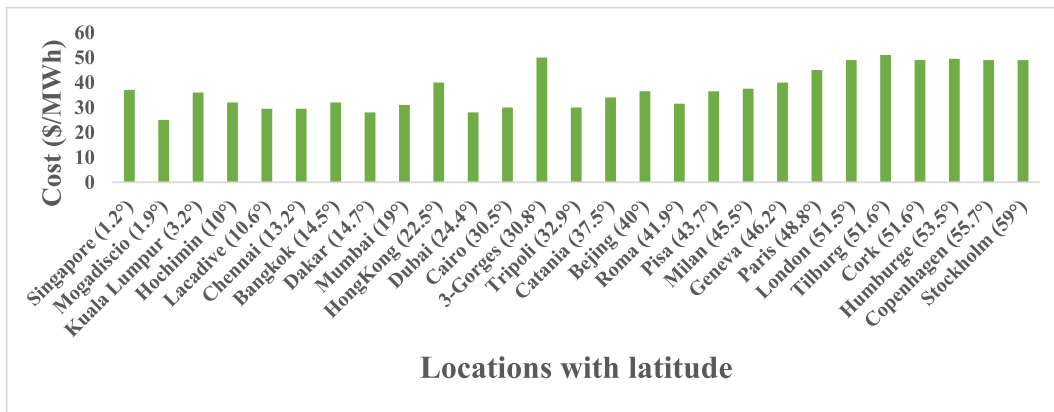 Cost ($/MWh)
60
50
40
30
20
10
0
Singapore (1.2°)
Mogadiscio (1.9°)
Kuala Lumpur (3.2°)
Hochimin (10°)
Lacadive (10.6°)
Chennai (13.2°)
Bangkok (14.5°)
Dakar (14.7°)
Mumbai (19°)
HongKong (22.5°)
Dubai (24.4°)
Cairo (30.5°)
3-Gorges (30.8°)
Tripoli (32.9°)
Catania (37.5°)
Bejing (40°)
Roma (41.9°)
Pisa (43.7°)
Milan (45.5°)
Geneva (46.2°)
Paris (48.8°)
London (51.5°)
Tilburg (51.6°)
Cork (51.6°)
Humburge (53.5°)
Copenhagen (55.7°)
Stockholm (59°)
Locations with latitude